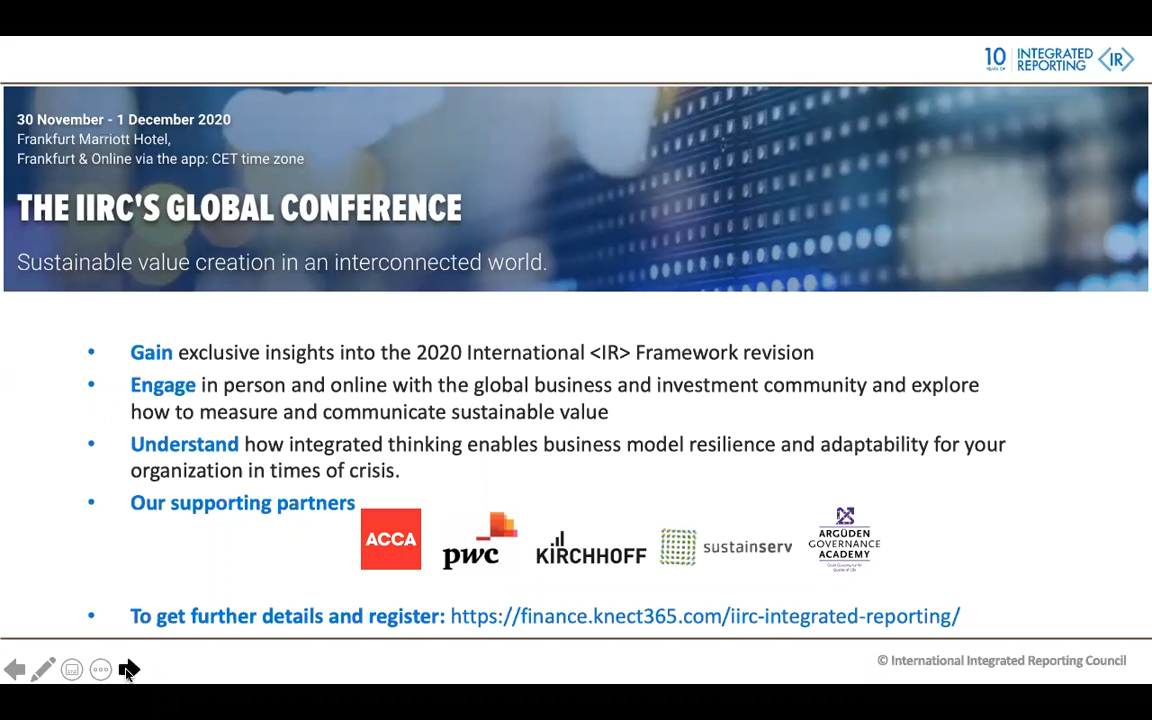 10
YEARS OF
INTEGRATED
REPORTING
<IR>
30 November - 1 December 2020
Frankfurt Marriott Hotel,
Frankfurt & Online via the app: CET time zone
THE IIRC'S GLOBAL CONFERENCE
Sustainable value creation in an interconnected world.
• Gain exclusive insights into the 2020 International <IR> Framework revision
• Engage in person and online with the global business and investment community and explore
how to measure and communicate sustainable value
• Understand how integrated thinking enables business model resilience and adaptability for your
organization in times of crisis.
• Our supporting partners
ACCA
pwc
KIRCHHOFF
sustainserv
ARGÜDEN
GOVERNANCE
ACADEMY
• To get further details and register: https://finance.knect365.com/iirc-integrated-reporting/
© International Integrated Reporting Council